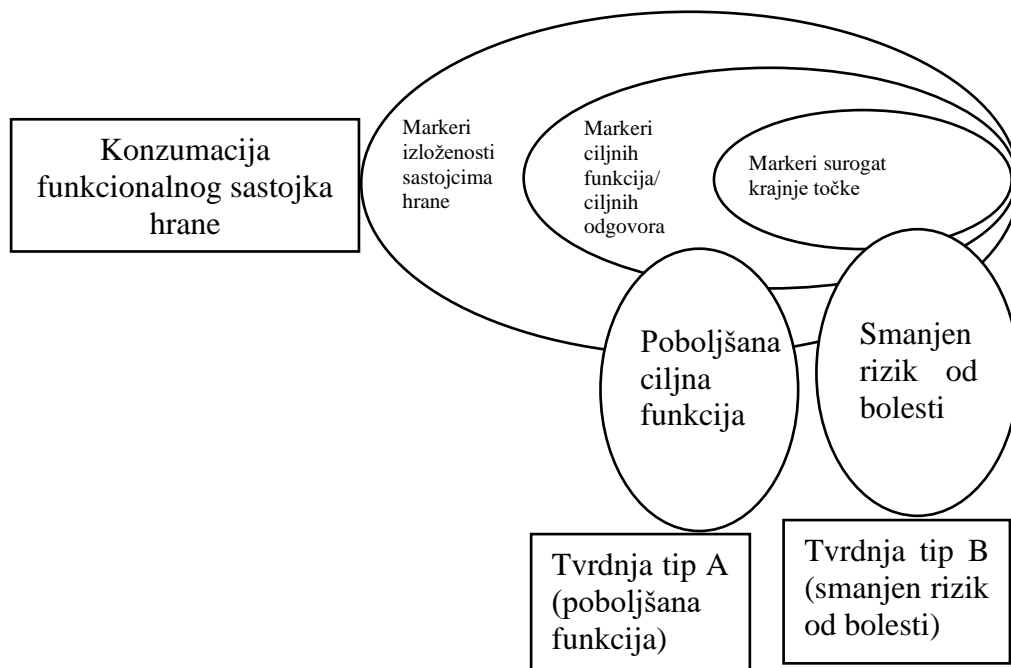 Konzumacija
funkcionalnog sastojka
hrane
Markeri
izloženosti
sastojcima
hrane
Markeri
ciljnih
funkcija/
ciljnih
odgovora
Markeri surogat
krajnje točke
Poboljšana
ciljna
funkcija
Smanjen
rizik od
bolesti
Tvrdnja tip A
(poboljšana
funkcija)
Tvrdnja tip B
(smanjen rizik
od bolesti)